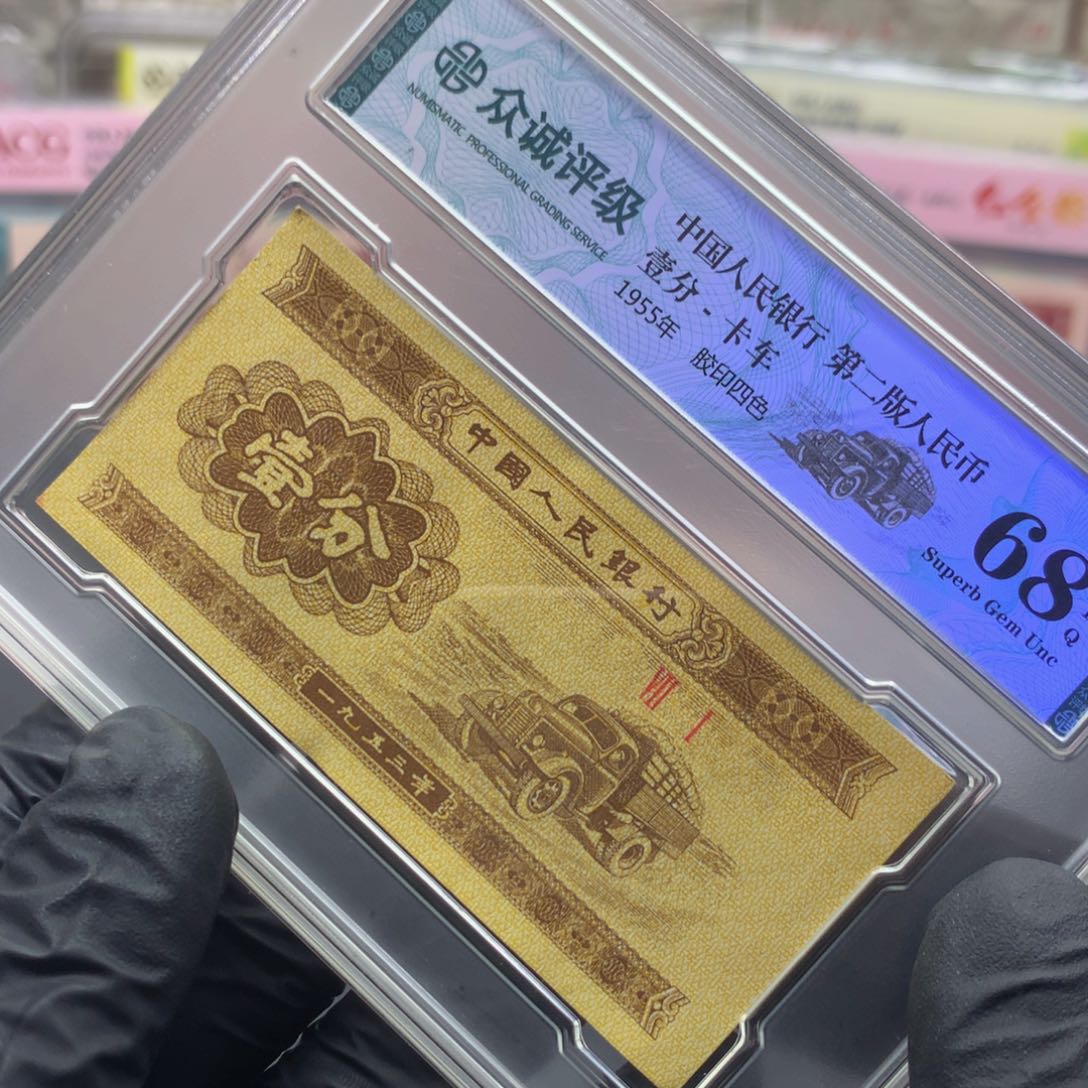 众诚评级
NUMISMATIC PROFESSIONAL GRADING SERVICE
中国人民银行 第二版人民币
壹分 - 卡车
1955年 胶印四色
68
Q
Superb Gem Unc
中國人民銀行
壹分
一九五三年
ACG